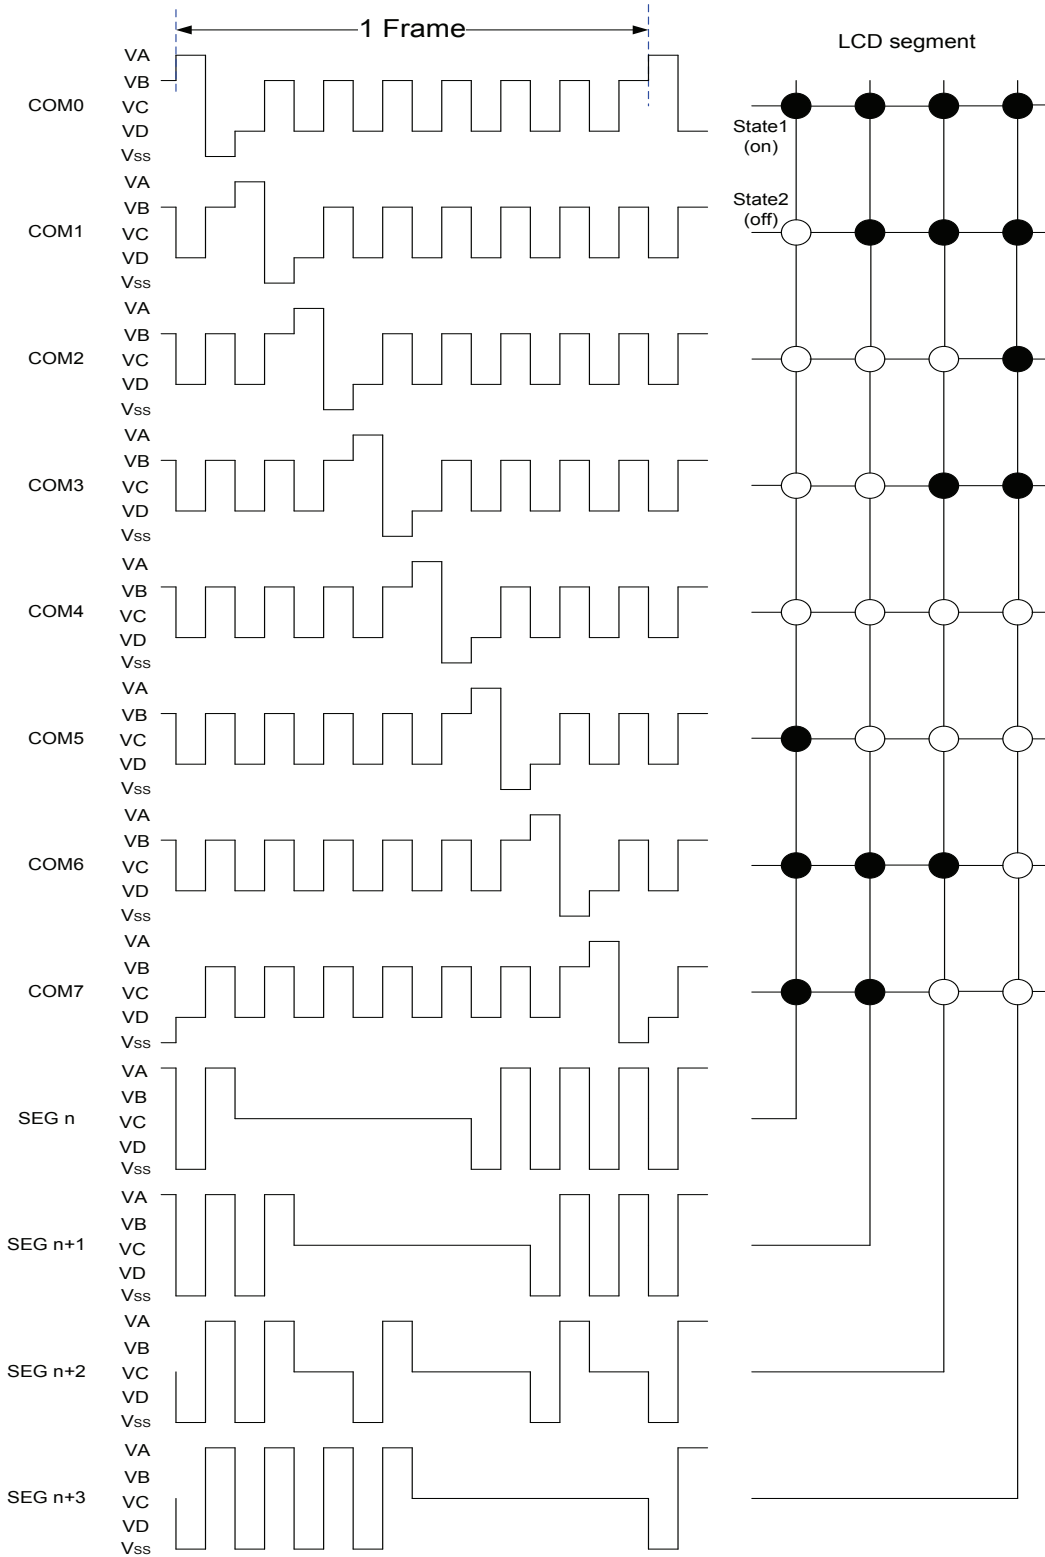 1 Frame
LCD segment
VA
VB
COM0
VC
VD
Vss
State1
(on)
VA
VB
COM1
VC
VD
Vss
State2
(off)
VA
VB
COM2
VC
VD
Vss
VA
VB
COM3
VC
VD
Vss
VA
VB
COM4
VC
VD
Vss
VA
VB
COM5
VC
VD
Vss
VA
VB
COM6
VC
VD
Vss
VA
VB
COM7
VC
VD
Vss
VA
VB
SEG n
VC
VD
Vss
VA
VB
SEG n+1
VC
VD
Vss
VA
VB
SEG n+2
VC
VD
Vss
VA
VB
SEG n+3
VC
VD
Vss